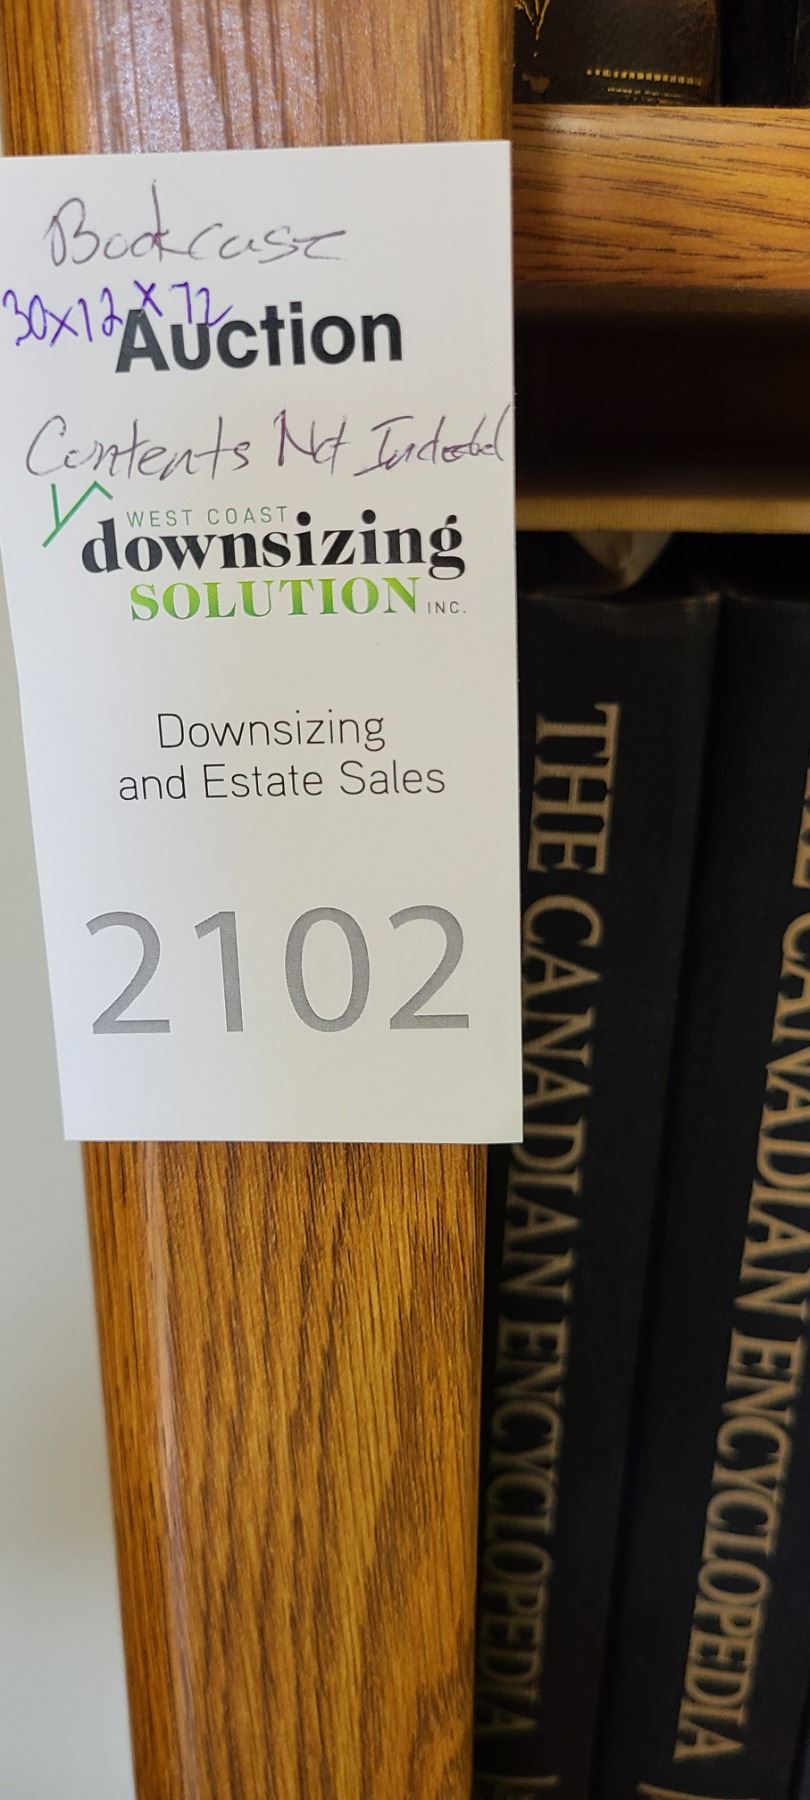 Bookcase
30x12x72
Auction
Contents Not Included
WEST COAST
downsizing
SOLUTION INC.
Downsizing
and Estate Sales
2102
THE CANADIAN ENCYCLOPEDIA
CANADIAN ENCYCLOPEDIA